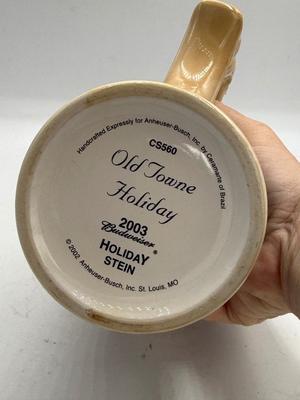 Handcrafted Expressly for Anheuser-Busch, Inc. by Ceramarte of Brazil
CS560
Old Towne
Holiday
2003
Budweiser®
HOLIDAY
STEIN
© 2002, Anheuser-Busch, Inc. St. Louis, MO